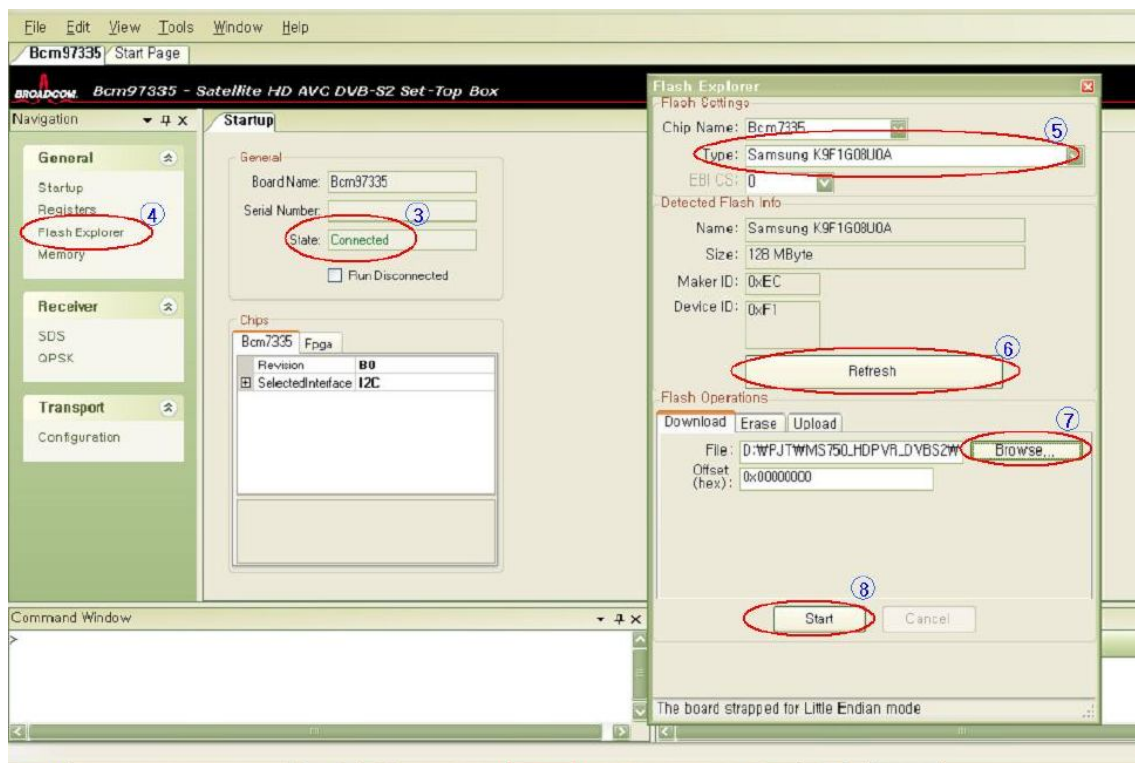 File Edit View Tools Window Help
Bcm97335 Start Page
BROADCOM. Bcm97335 - Satellite HD AVC DVB-S2 Set-Top Box
Navigation
General
Startup
Registers
④
Flash Explorer
Memory
Receiver
SDS
QPSK
Transport
Configuration
Startup
General
Board Name: Bcm97335
Serial Number:
③
State: Connected
Run Disconnected
Chips
Bcm7335 Fpga
Revision B0
SelectedInterface I2C
Command Window
>
Flash Explorer
Flash Settings
Chip Name: Bcm7335
⑤
Type: Samsung K9F1G08U0A
EBI CS: 0
Detected Flash Info
Name: Samsung K9F1G08U0A
Size: 128 MByte
Maker ID: 0xEC
Device ID: 0xF1
⑥
Refresh
Flash Operations
Download Erase Upload
⑦
File: D:₩PJT₩MS750_HDPVR_DVBS2₩ Browse...
Offset
(hex): 0x00000000
⑧
Start Cancel
The board strapped for Little Endian mode